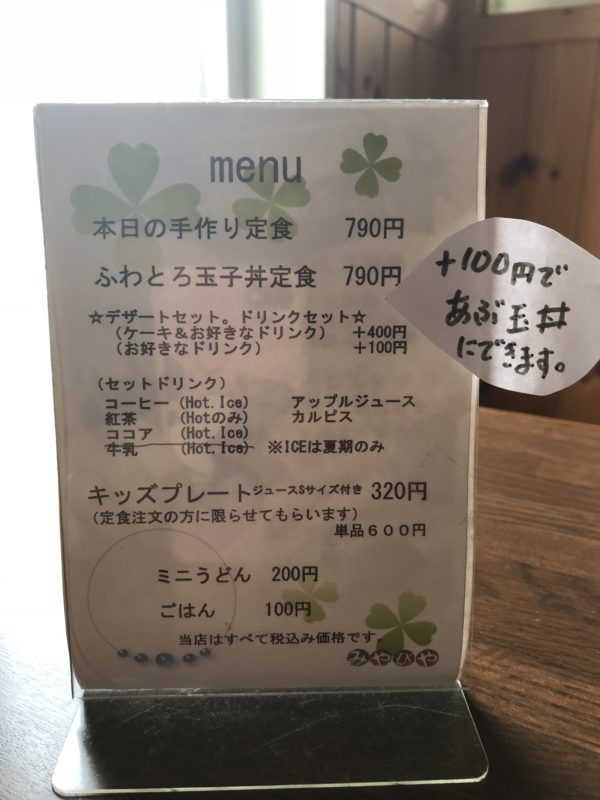 menu
本日の手作り定食 790円
ふわとろ玉子丼定食 790円
☆デザートセット。ドリンクセット☆
(ケーキ&お好きなドリンク) +400円
(お好きなドリンク) +100円
(セットドリンク)
コーヒー (Hot.Ice) アップルジュース
紅茶 (Hotのみ) カルピス
ココア (Hot.Ice)
牛乳 (Hot.Ice) ※ICEは夏期のみ
キッズプレートジュースSサイズ付き 320円
(定食注文の方に限らせてもらいます)
単品600円
ミニうどん 200円
ごはん 100円
当店はすべて税込み価格です。
みやびや
+100円で
あぶ玉丼
にできます。